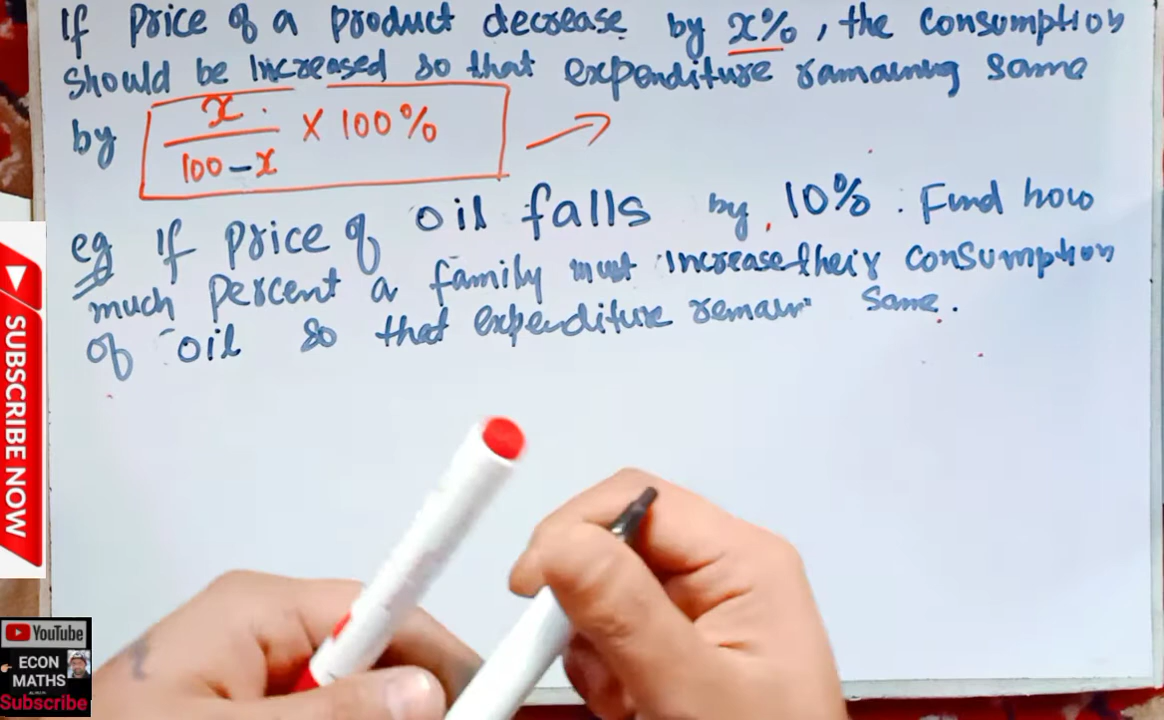 If price of a product decrease by x%, the consumption
should be increased so that expenditure ramaining same
by x / 100 - x × 100%
eg If price of oil falls by 10%. Find how
much percent a family must increase their consumption
of oil so that expenditure remain same.
SUBSCRIBE NOW
YouTube
ECON
MATHS
Subscribe